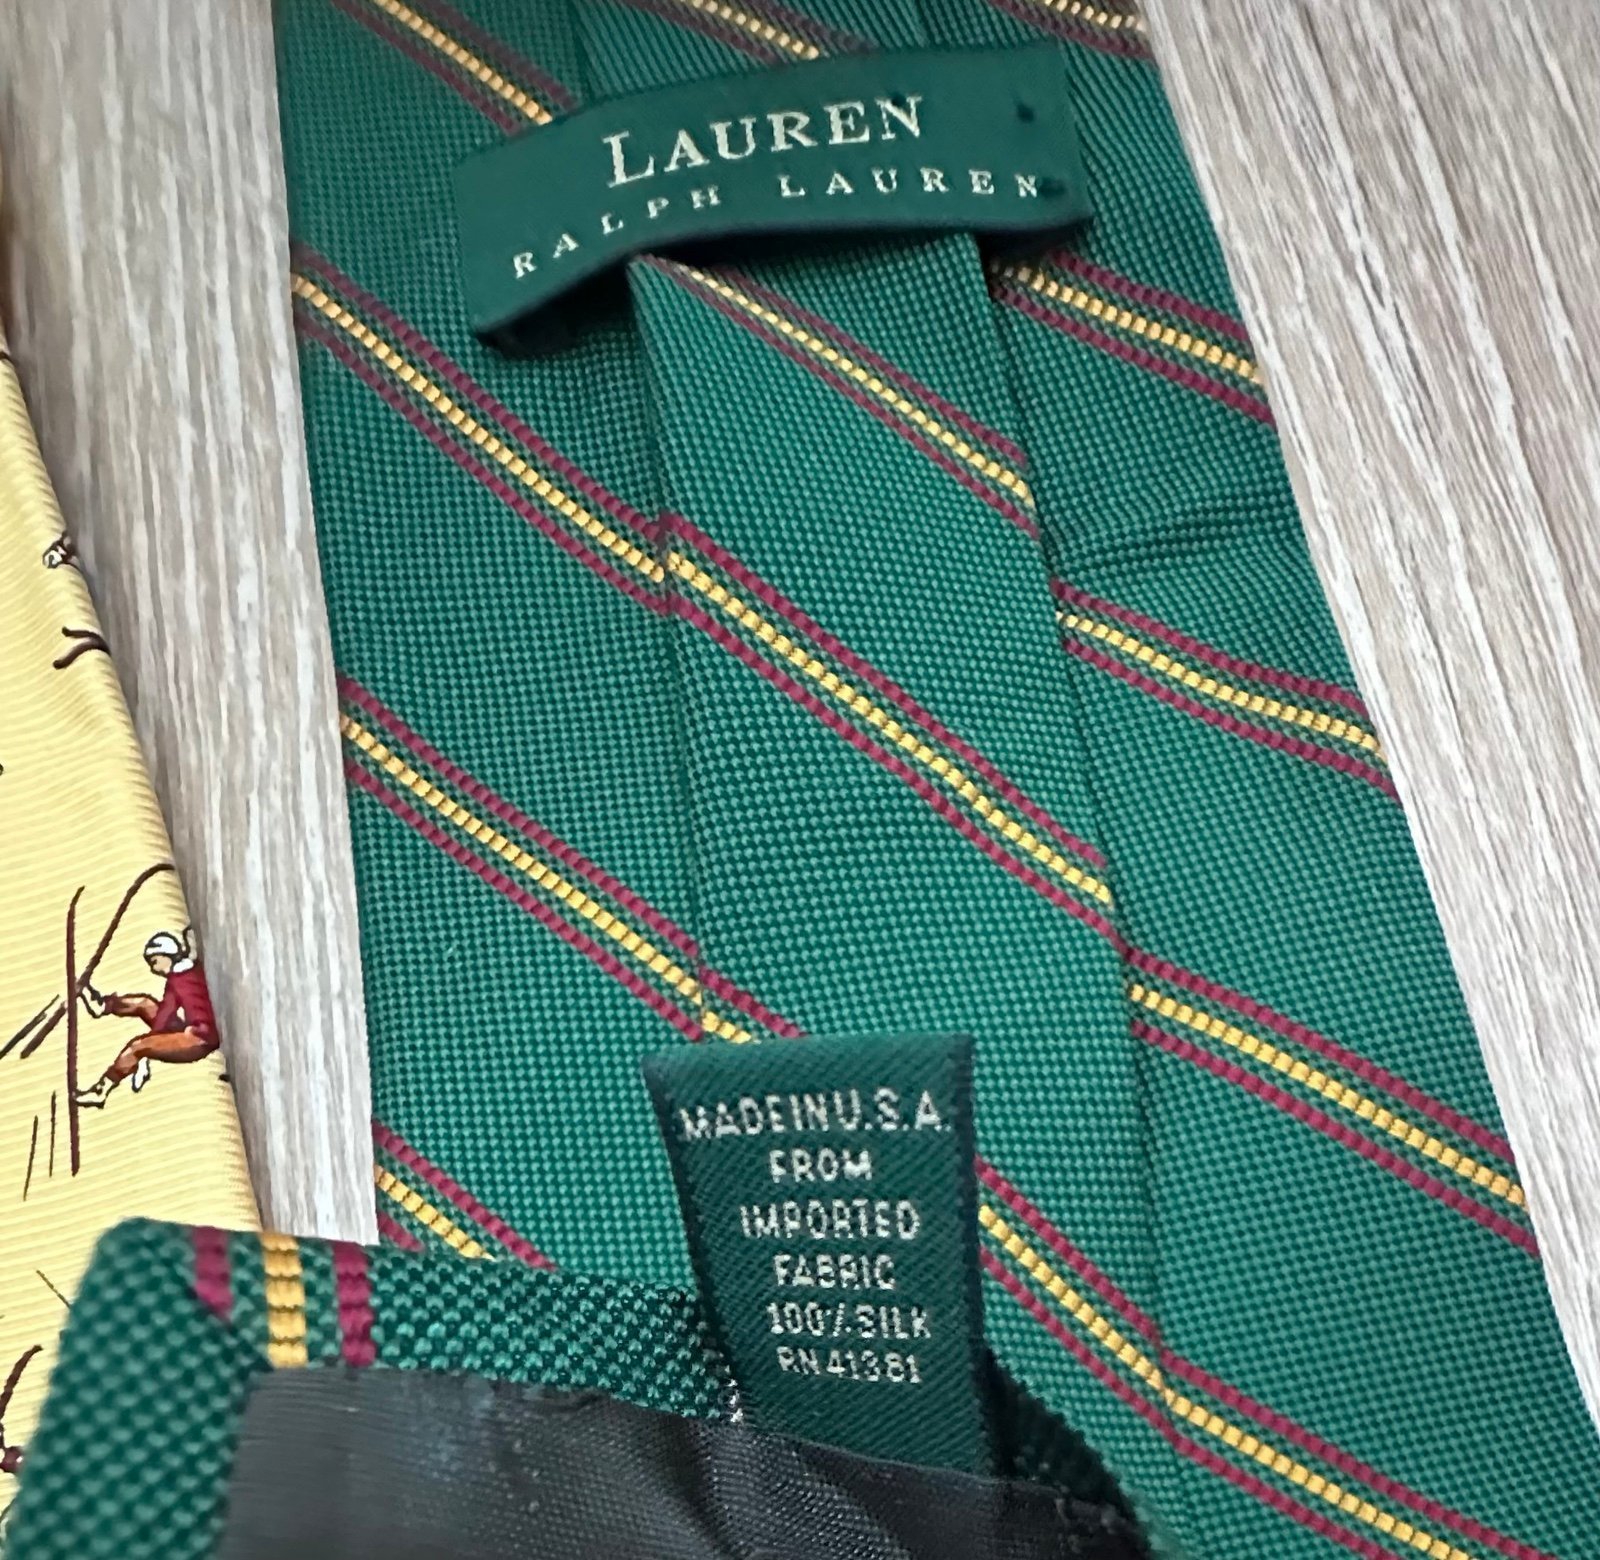 LAUREN
RALPH LAUREN
MADE IN U.S.A.
FROM
IMPORTED
FABRIC
100% SILK
RN 41381